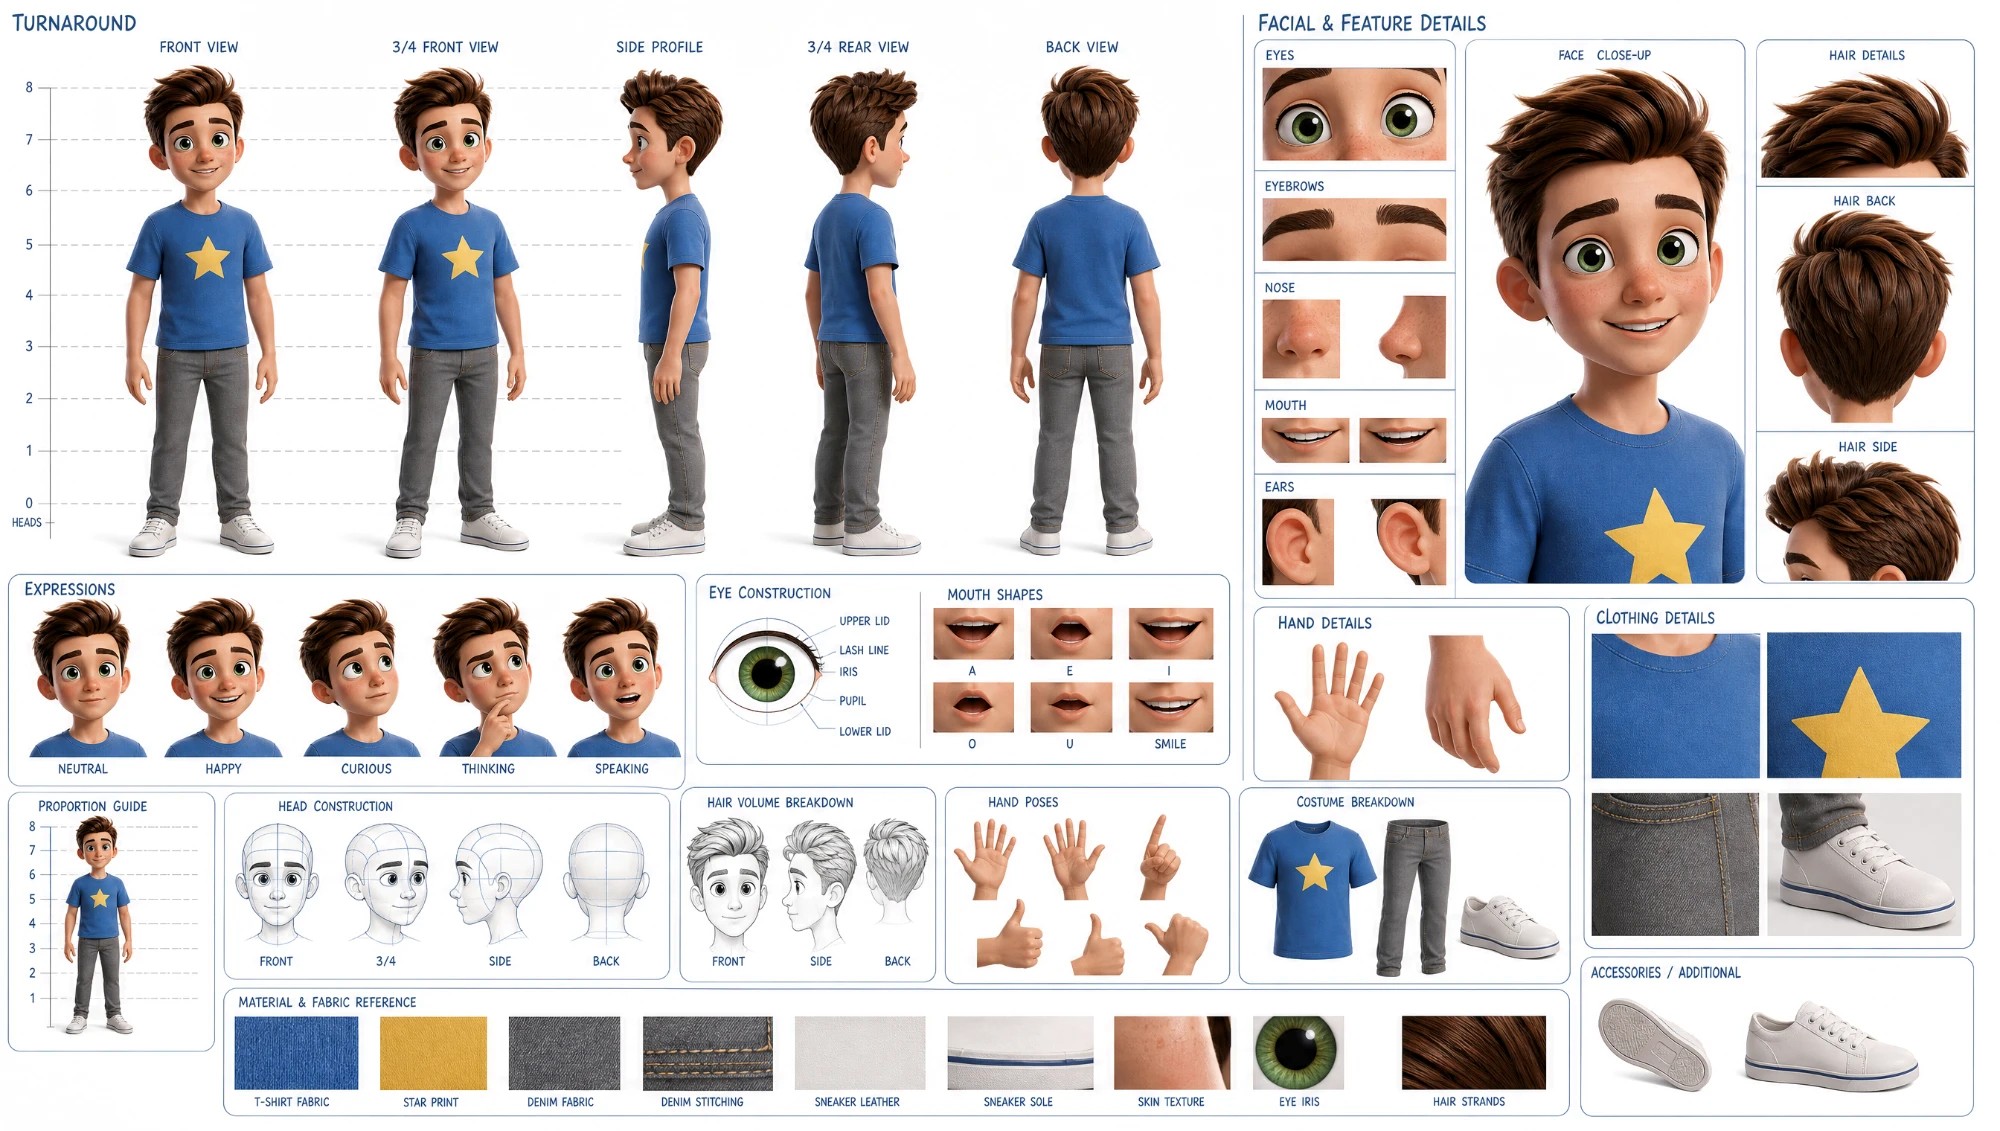 TURNAROUND
FRONT VIEW
3/4 FRONT VIEW
SIDE PROFILE
3/4 REAR VIEW
BACK VIEW
8
7
6
5
4
3
2
1
0
HEADS
FACIAL & FEATURE DETAILS
EYES
EYEBROWS
NOSE
MOUTH
EARS
FACE CLOSE-UP
HAIR DETAILS
HAIR BACK
HAIR SIDE
EXPRESSIONS
NEUTRAL
HAPPY
CURIOUS
THINKING
SPEAKING
EYE CONSTRUCTION
UPPER LID
LASH LINE
IRIS
PUPIL
LOWER LID
MOUTH SHAPES
A
E
I
O
U
SMILE
HAND DETAILS
CLOTHING DETAILS
PROPORTION GUIDE
8
7
6
5
4
3
2
1
HEAD CONSTRUCTION
FRONT
3/4
SIDE
BACK
HAIR VOLUME BREAKDOWN
FRONT
SIDE
BACK
HAND POSES
COSTUME BREAKDOWN
ACCESSORIES / ADDITIONAL
MATERIAL & FABRIC REFERENCE
T-SHIRT FABRIC
STAR PRINT
DENIM FABRIC
DENIM STITCHING
SNEAKER LEATHER
SNEAKER SOLE
SKIN TEXTURE
EYE IRIS
HAIR STRANDS